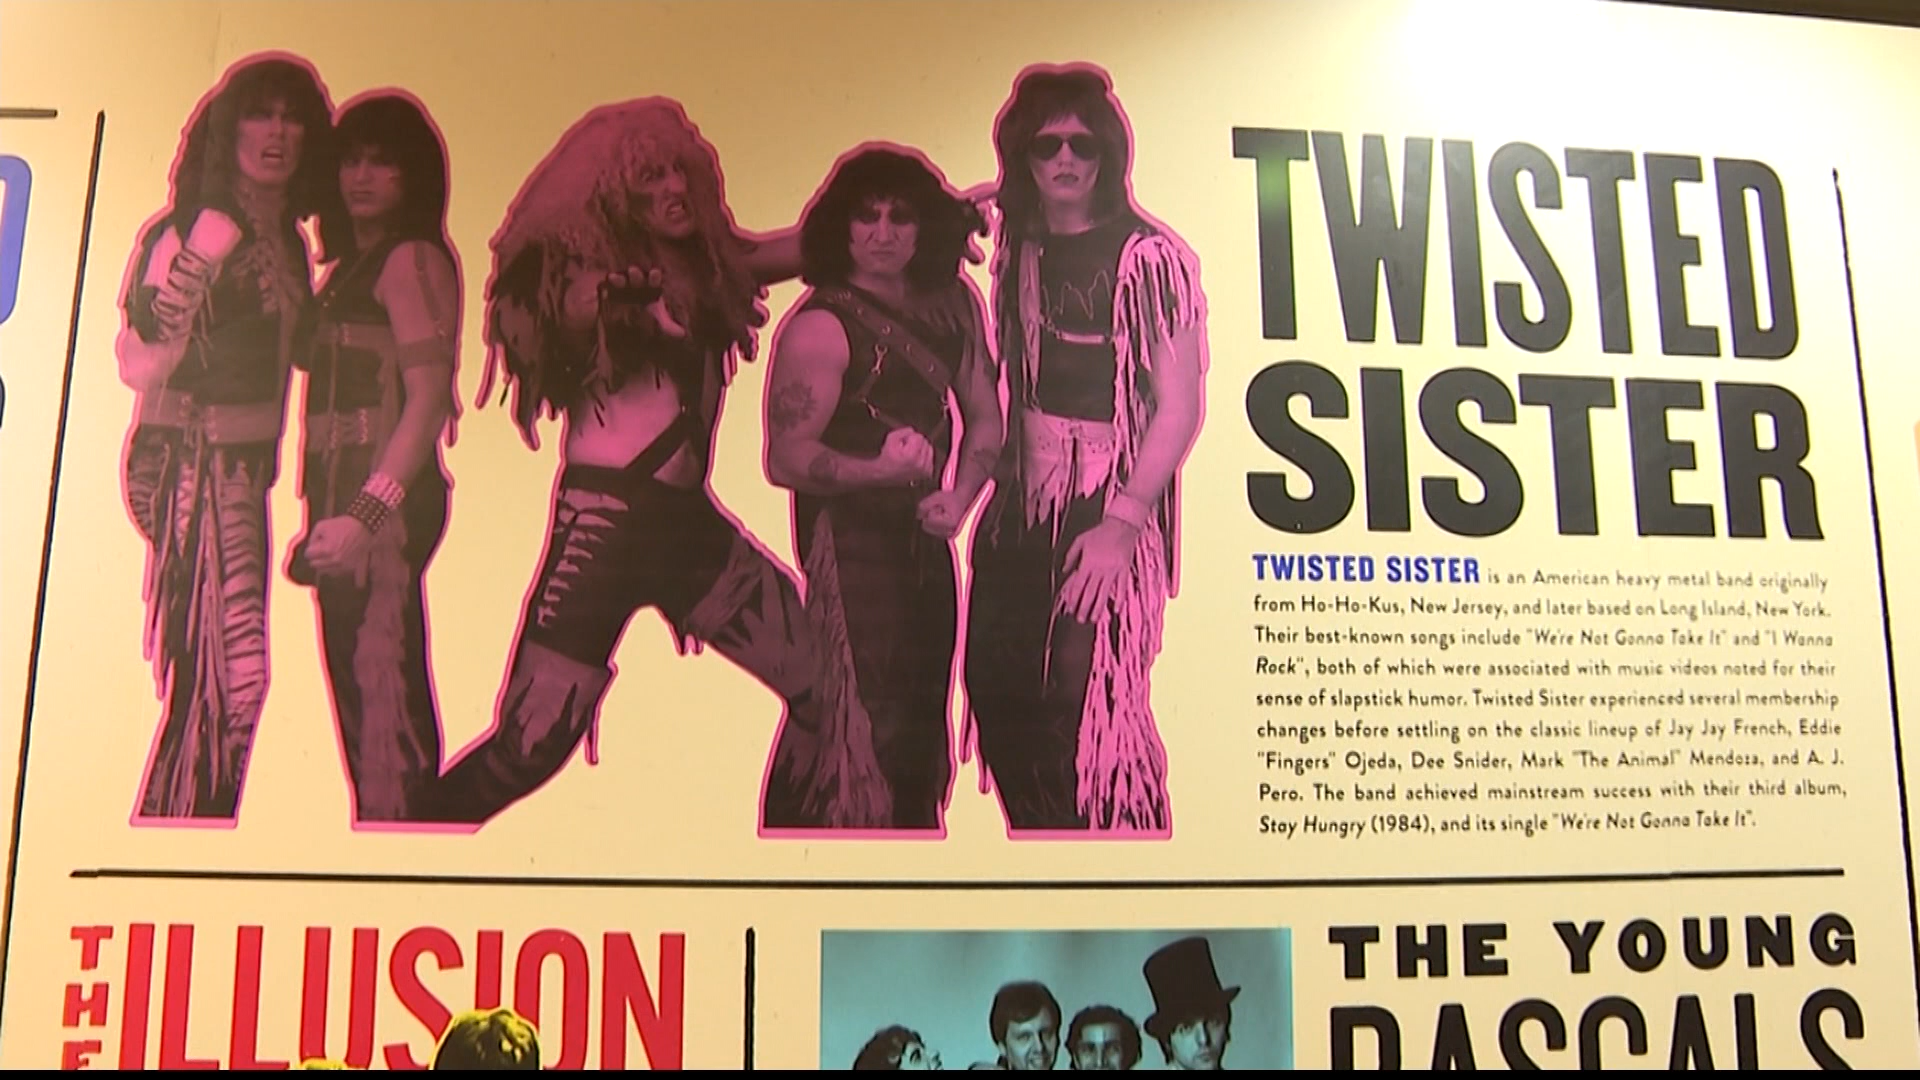 TWISTED
SISTER
TWISTED SISTER is an American heavy metal band originally
from Ho-Ho-Kus, New Jersey, and later based on Long Island, New York.
Their best-known songs include "We're Not Gonna Take It" and "I Wanna
Rock", both of which were associated with music videos noted for their
sense of slapstick humor. Twisted Sister experienced several membership
changes before settling on the classic lineup of Jay Jay French, Eddie
"Fingers" Ojeda, Dee Snider, Mark "The Animal" Mendoza, and A. J.
Pero. The band achieved mainstream success with their third album,
Stay Hungry (1984), and its single "We're Not Gonna Take It".
THE ILLUSION
THE YOUNG
RASCALS